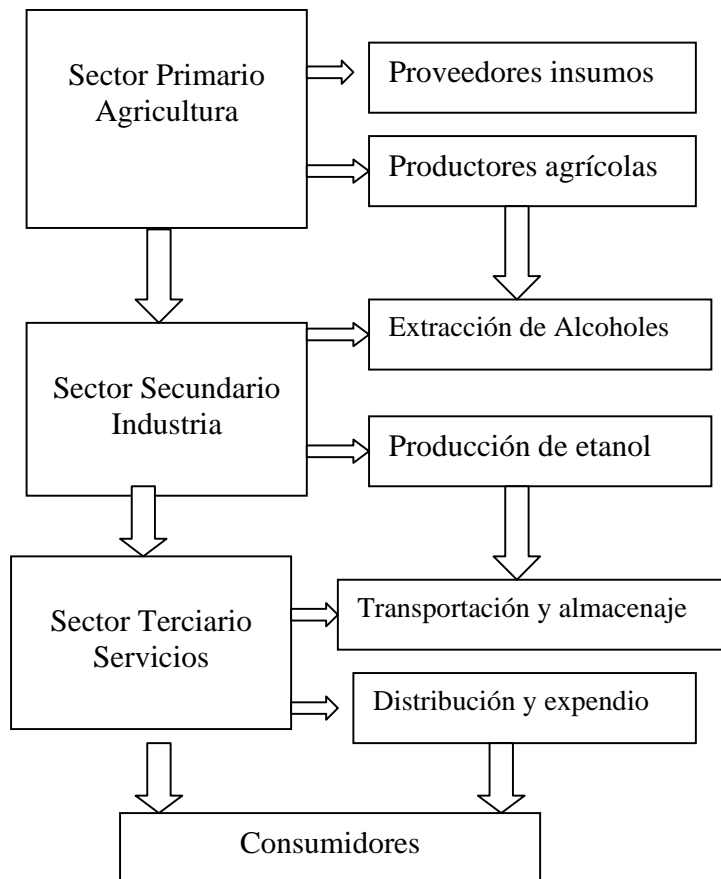 Sector Primario
Agricultura
Proveedores insumos
Productores agrícolas
Sector Secundario
Industria
Extracción de Alcoholes
Producción de etanol
Sector Terciario
Servicios
Transportación y almacenaje
Distribución y expendio
Consumidores